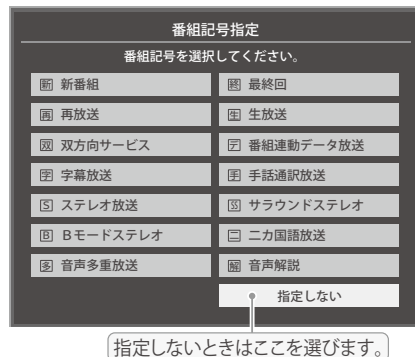 番組記号指定
番組記号を選択してください。
新 新番組
終 最終回
再 再放送
生 生放送
双 双方向サービス
デ 番組連動データ放送
字 字幕放送
手 手話通訳放送
S ステレオ放送
SS サラウンドステレオ
B Bモードステレオ
二 二カ国語放送
多 音声多重放送
解 音声解説
指定しない
指定しないときはここを選びます。